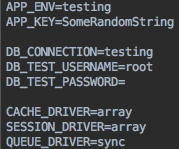 APP_ENV=testing
APP_KEY=SomeRandomString
DB_CONNECTION=testing
DB_TEST_USERNAME=root
DB_TEST_PASSWORD=
CACHE_DRIVER=array
SESSION_DRIVER=array
QUEUE_DRIVER=sync